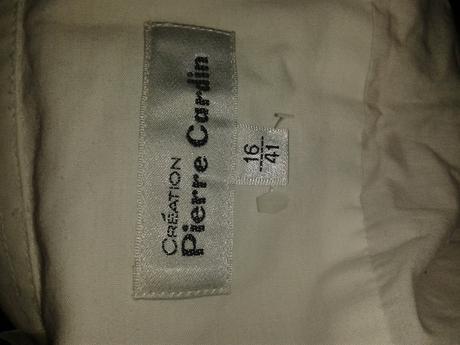 CRÉATION
Pierre Cardin
16
41